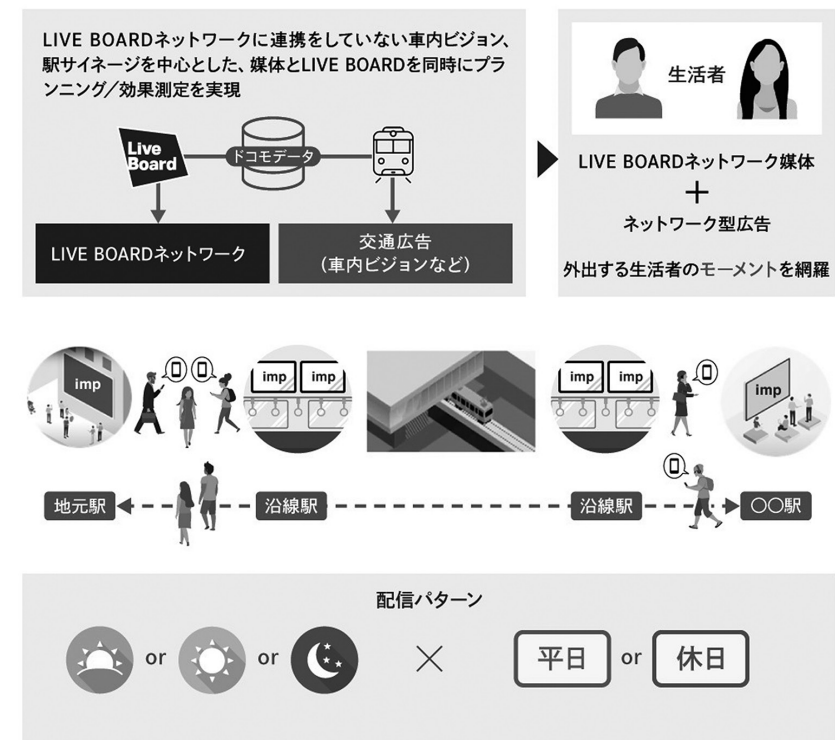 LIVE BOARDネットワークに連携をしていない車内ビジョン、
駅サイネージを中心とした、媒体とLIVE BOARDを同時にプラ
ンニング／効果測定を実現
Live
Board
ドコモデータ
LIVE BOARDネットワーク
交通広告
(車内ビジョンなど)
生活者
LIVE BOARDネットワーク媒体
+
ネットワーク型広告
外出する生活者のモーメントを網羅
imp
imp imp
imp imp
imp
地元駅
沿線駅
沿線駅
〇〇駅
配信パターン
or or × 平日 or 休日